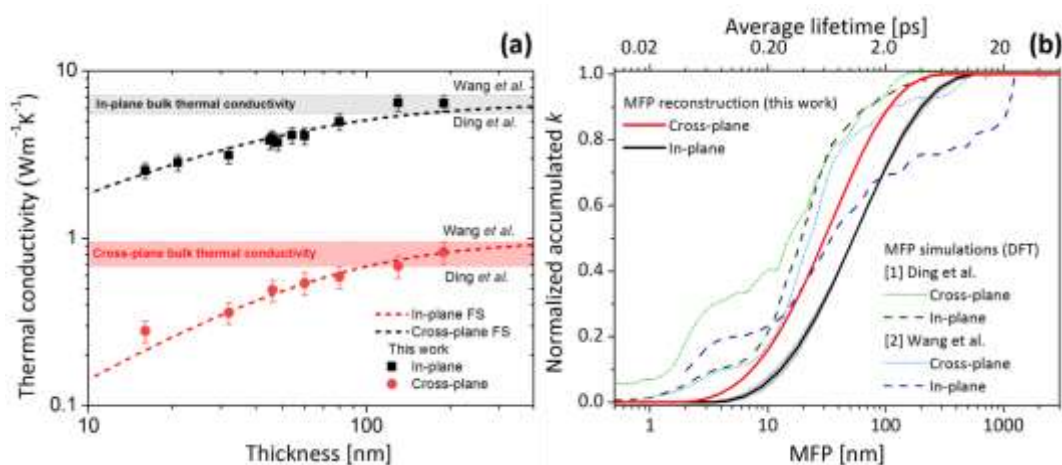 (a)
Thermal conductivity (Wm⁻¹K⁻¹)
10
1
0.1
In-plane bulk thermal conductivity
Wang et al.
Ding et al.
Cross-plane bulk thermal conductivity
Wang et al.
Ding et al.
In-plane FS
Cross-plane FS
This work
In-plane
Cross-plane
10
100
Thickness [nm]
Average lifetime [ps]
0.02
0.20
2.0
20
(b)
Normalized accumulated k
1.0
0.8
0.6
0.4
0.2
0.0
MFP reconstruction (this work)
Cross-plane
In-plane
MFP simulations (DFT)
[1] Ding et al.
Cross-plane
In-plane
[2] Wang et al.
Cross-plane
In-plane
1
10
100
1000
MFP [nm]